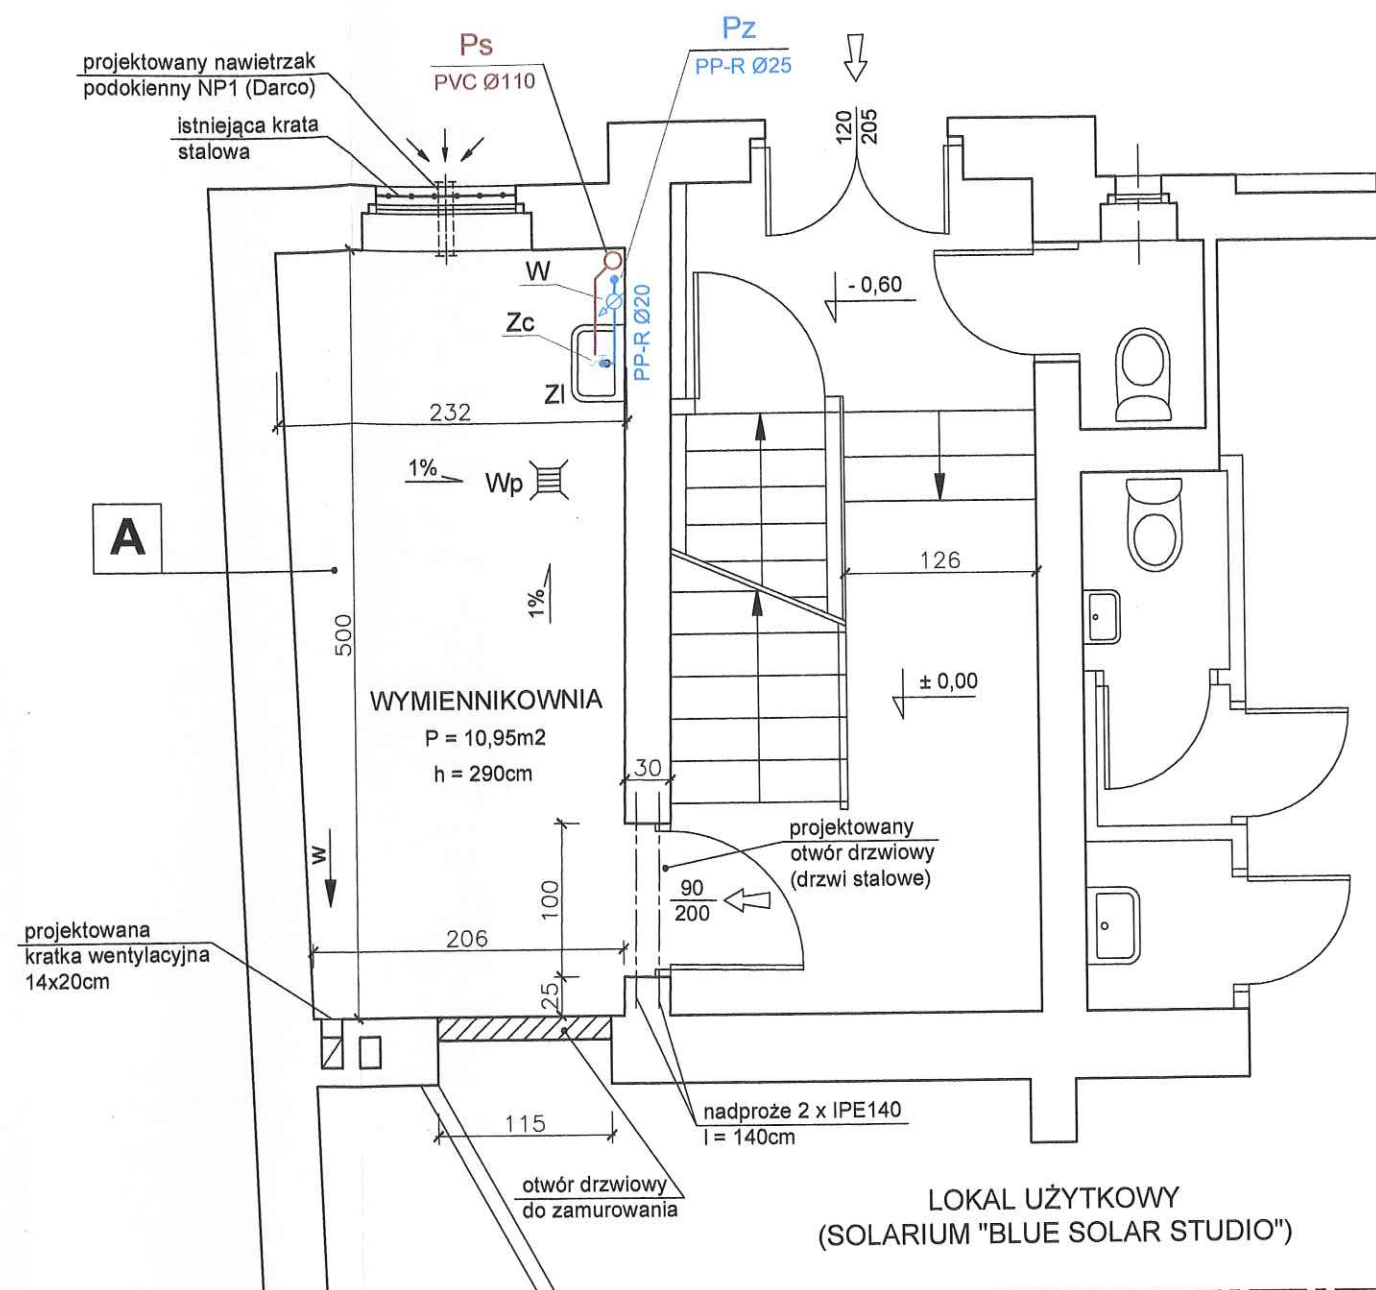 Ps
PVC Ø110
Pz
PP-R Ø25
projektowany nawietrzak
podokienny NP1 (Darco)
istniejąca krata
stalowa
120
205
W
Zc
Zl
PP-R Ø20
- 0,60
232
1%
Wp
A
126
1%
500
± 0,00
WYMIENNIKOWNIA
P = 10,95m2
h = 290cm
30
projektowany
otwór drzwiowy
(drzwi stalowe)
w
90
200
100
projektowana
kratka wentylacyjna
14x20cm
206
25
nadproże 2 x IPE140
l = 140cm
115
otwór drzwiowy
do zamurowania
LOKAL UŻYTKOWY
(SOLARIUM "BLUE SOLAR STUDIO")